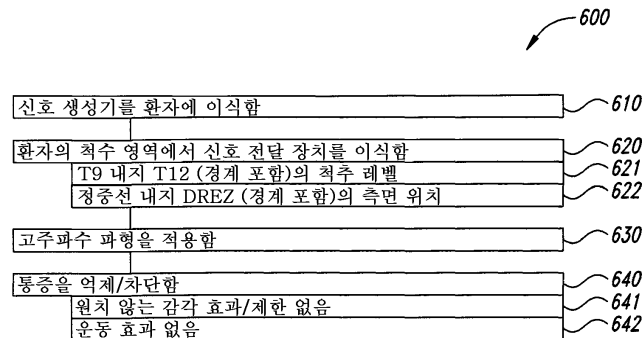 600
신호 생성기를 환자에 이식함 610
환자의 척수 영역에서 신호 전달 장치를 이식함 620
T9 내지 T12 (경계 포함)의 척추 레벨 621
정중선 내지 DREZ (경계 포함)의 측면 위치 622
고주파수 파형을 적용함 630
통증을 억제/차단함 640
원치 않는 감각 효과/제한 없음 641
운동 효과 없음 642